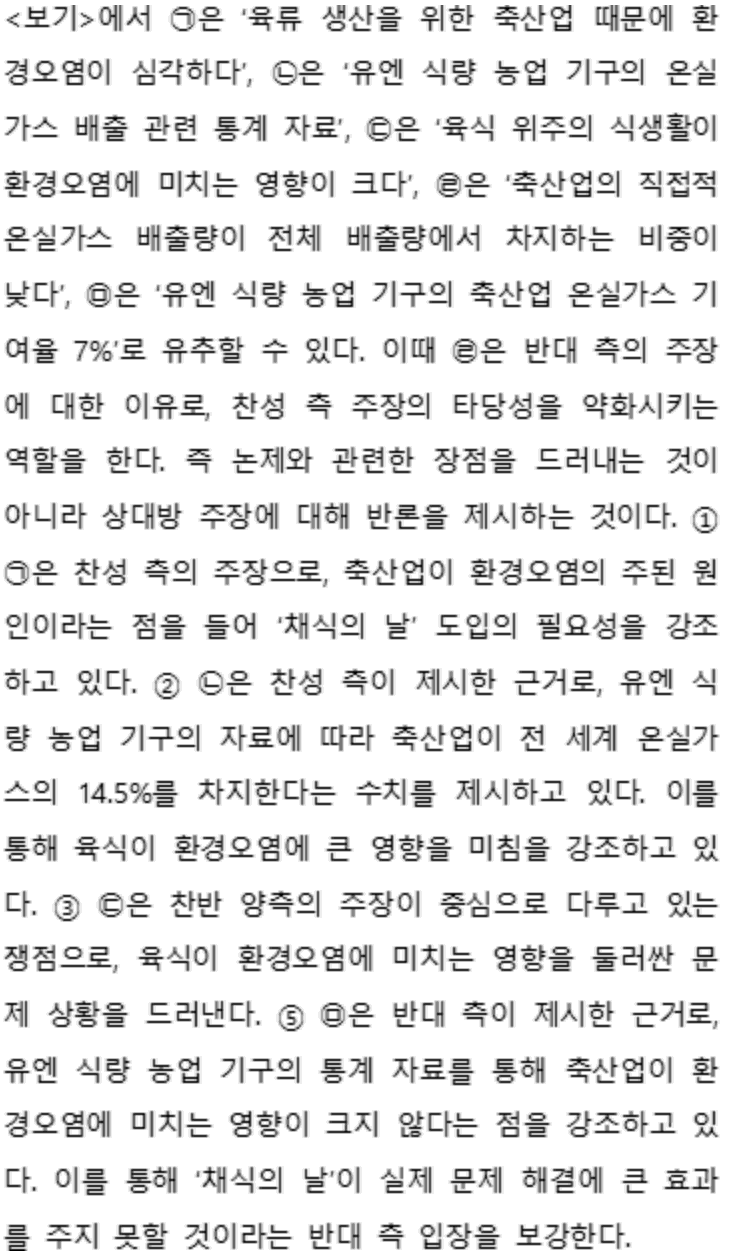 <보기>에서 ㉠은 ‘육류 생산을 위한 축산업 때문에 환
경오염이 심각하다’, ㉡은 ‘유엔 식량 농업 기구의 온실
가스 배출 관련 통계 자료’, ㉢은 ‘육식 위주의 식생활이
환경오염에 미치는 영향이 크다’, ㉣은 ‘축산업의 직접적
온실가스 배출량이 전체 배출량에서 차지하는 비중이
낮다’, ㉤은 ‘유엔 식량 농업 기구의 축산업 온실가스 기
여율 7%’로 유추할 수 있다. 이때 ㉣은 반대 측의 주장
에 대한 이유로, 찬성 측 주장의 타당성을 약화시키는
역할을 한다. 즉 논제와 관련한 장점을 드러내는 것이
아니라 상대방 주장에 대해 반론을 제시하는 것이다. ①
㉠은 찬성 측의 주장으로, 축산업이 환경오염의 주된 원
인이라는 점을 들어 ‘채식의 날’ 도입의 필요성을 강조
하고 있다. ② ㉡은 찬성 측이 제시한 근거로, 유엔 식
량 농업 기구의 자료에 따라 축산업이 전 세계 온실가
스의 14.5%를 차지한다는 수치를 제시하고 있다. 이를
통해 육식이 환경오염에 큰 영향을 미침을 강조하고 있
다. ③ ㉢은 찬반 양측의 주장이 중심으로 다루고 있는
쟁점으로, 육식이 환경오염에 미치는 영향을 둘러싼 문
제 상황을 드러낸다. ⑤ ㉤은 반대 측이 제시한 근거로,
유엔 식량 농업 기구의 통계 자료를 통해 축산업이 환
경오염에 미치는 영향이 크지 않다는 점을 강조하고 있
다. 이를 통해 ‘채식의 날’이 실제 문제 해결에 큰 효과
를 주지 못할 것이라는 반대 측 입장을 보강한다.